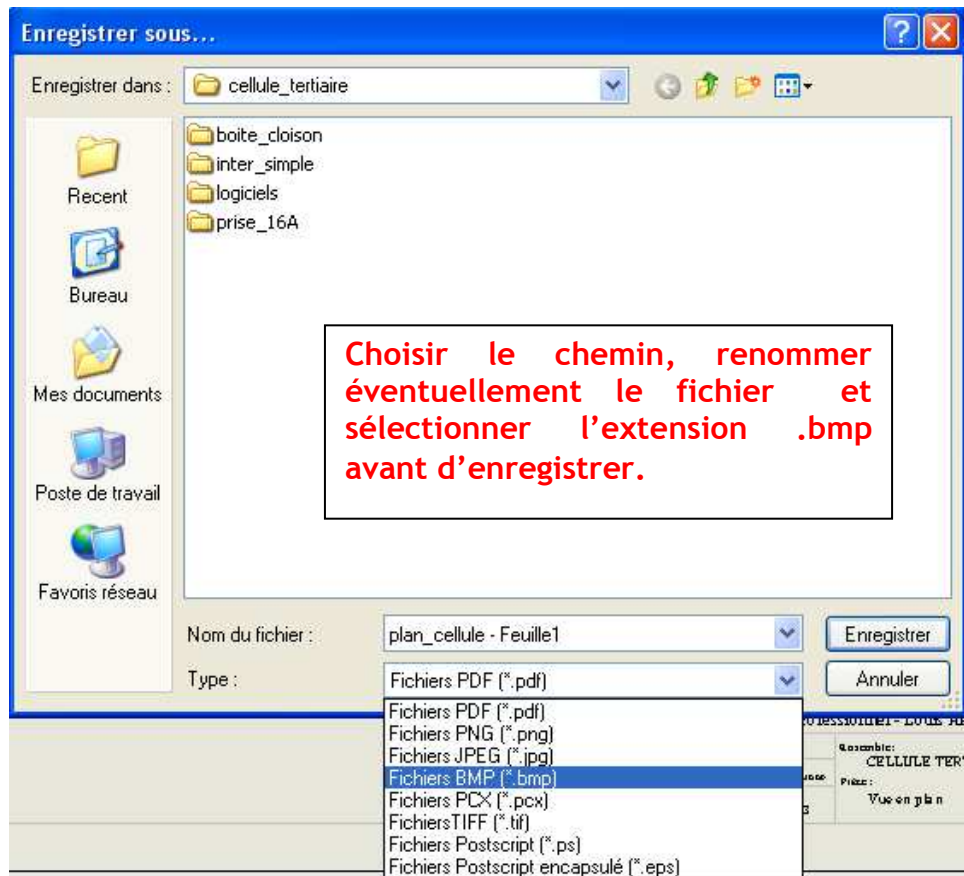 Enregistrer sous...
Enregistrer dans :
cellule_tertiaire
boite_cloison
inter_simple
logiciels
prise_16A
Recent
Bureau
Mes documents
Poste de travail
Favoris réseau
Choisir le chemin, renommer
éventuellement le fichier et
sélectionner l'extension .bmp
avant d'enregistrer.
Nom du fichier :
plan_cellule - Feuille1
Enregistrer
Type :
Fichiers PDF (*.pdf)
Annuler
Fichiers PDF (*.pdf)
Fichiers PNG (*.png)
Fichiers JPEG (*.jpg)
Fichiers BMP (*.bmp)
Fichiers PCX (*.pcx)
FichiersTIFF (*.tif)
Fichiers Postscript (*.ps)
Fichiers Postscript encapsulé (*.eps)
CELLULE TER
Vue en plan